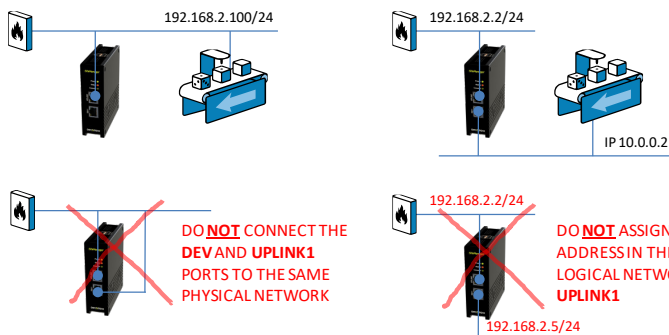 192.168.2.100/24
192.168.2.2/24
IP 10.0.0.2
DO NOT CONNECT THE
DEV AND UPLINK1
PORTS TO THE SAME
PHYSICAL NETWORK
192.168.2.2/24
DO NOT ASSIGN
ADDRESS IN THE
LOGICAL NETWO
UPLINK1
192.168.2.5/24